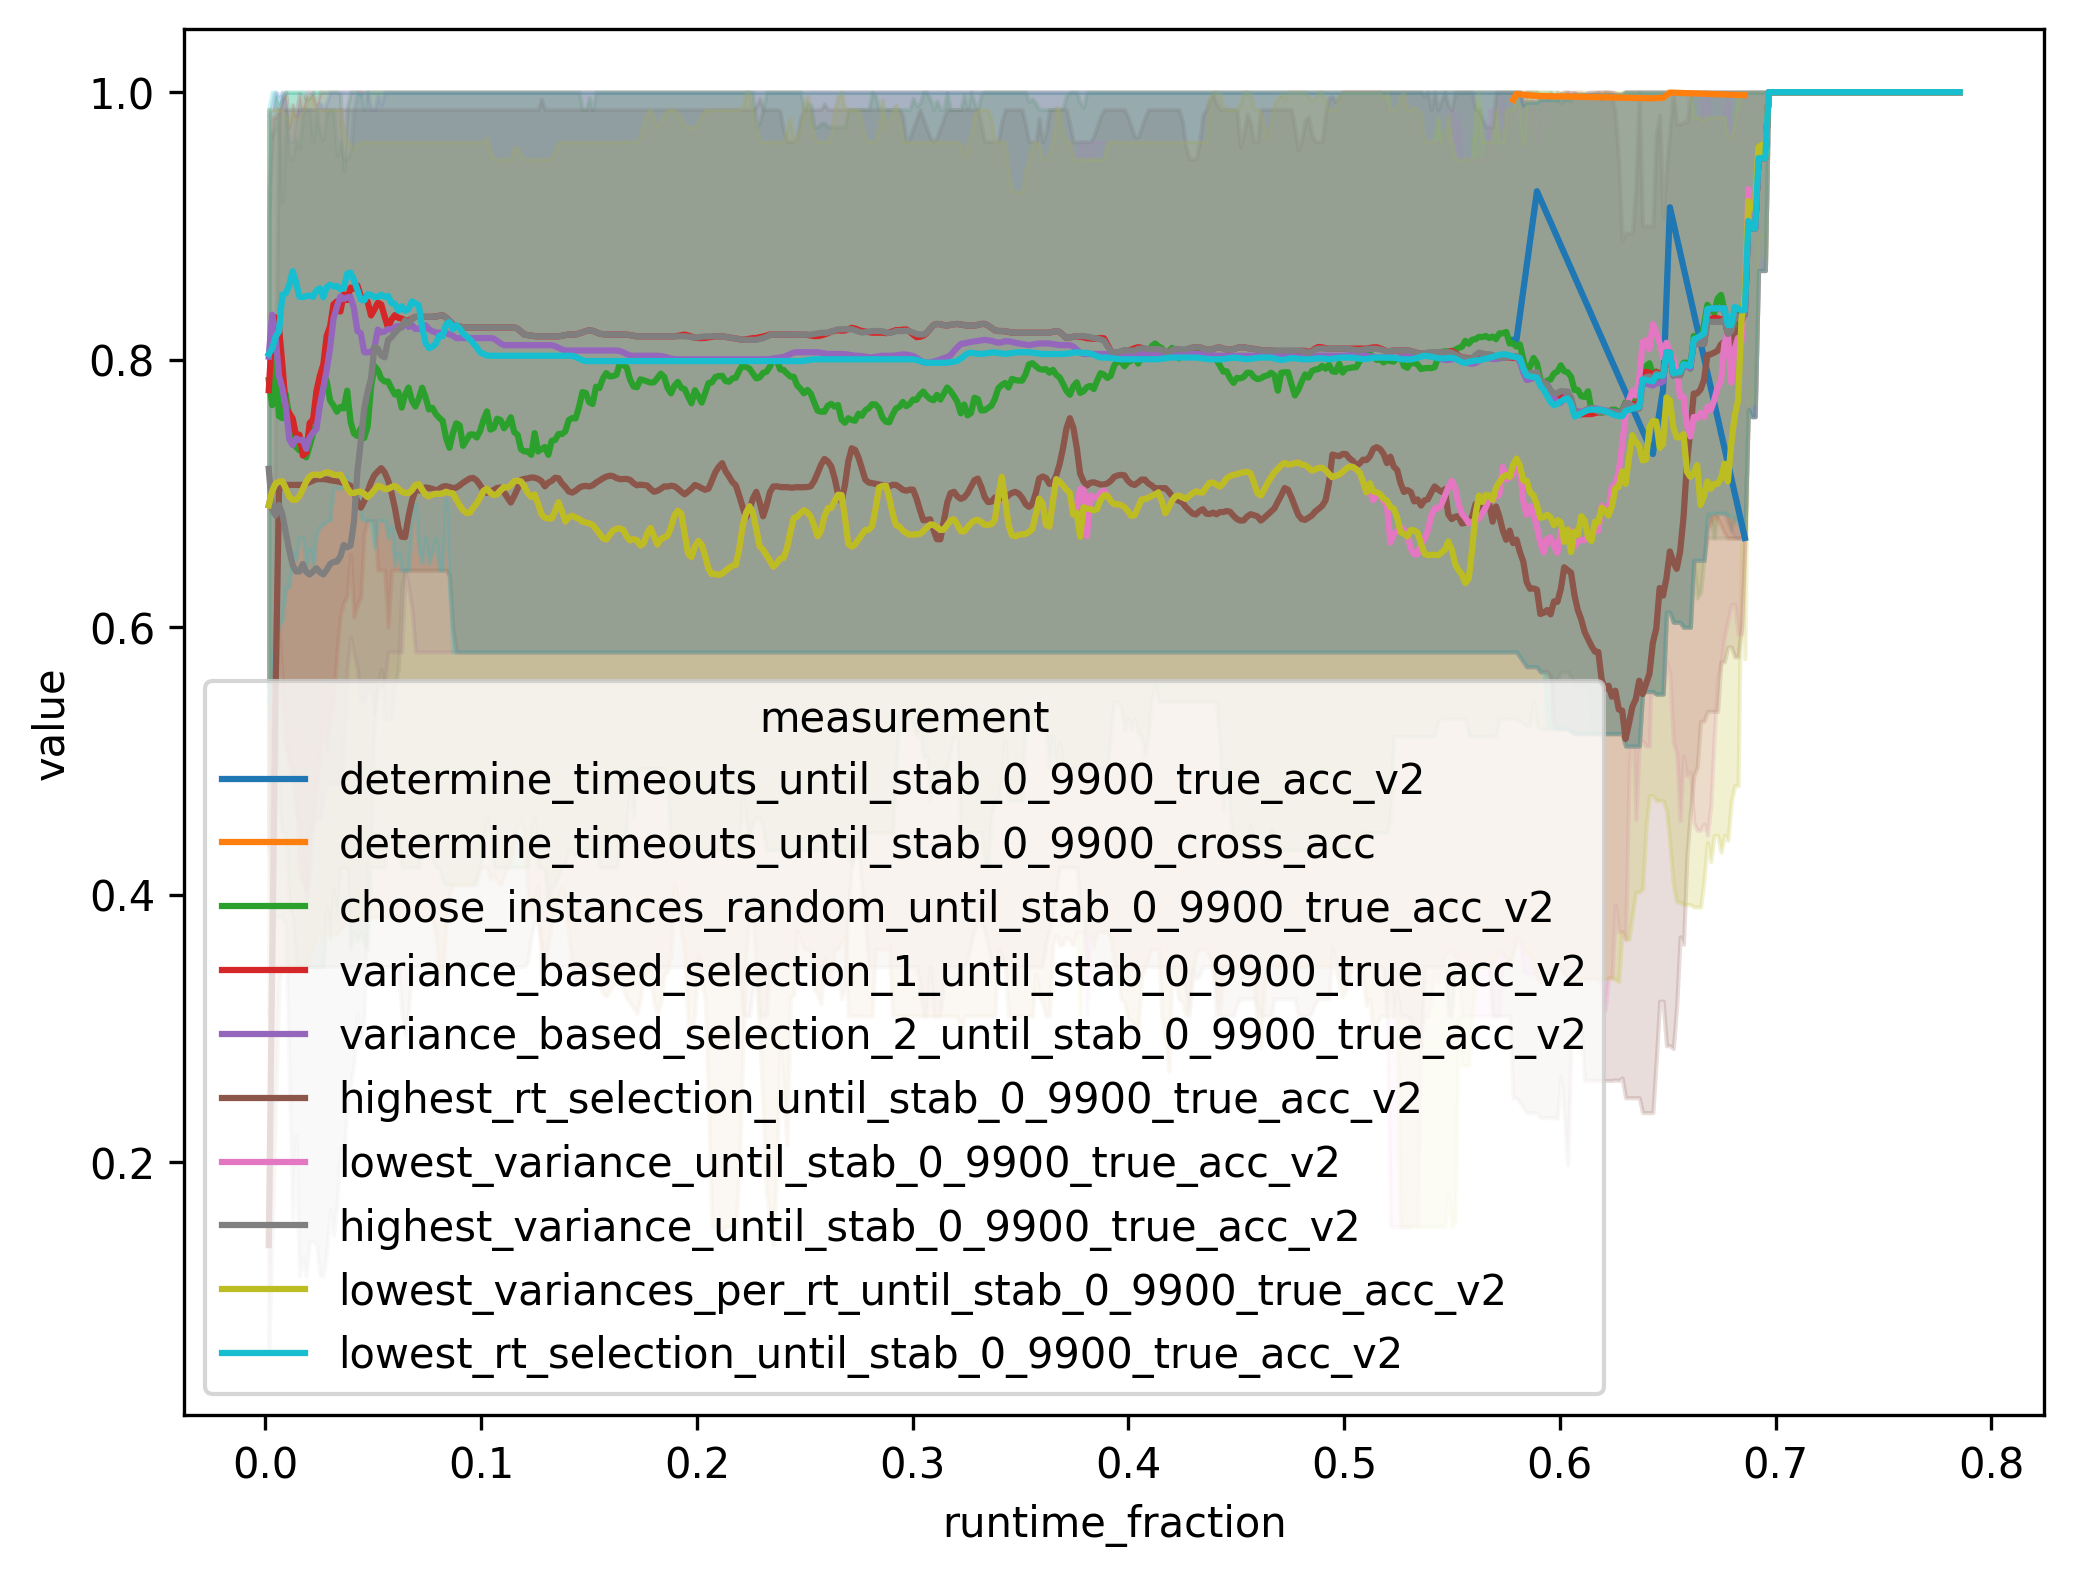 1.0
0.8
0.6
0.4
0.2
value
measurement
determine_timeouts_until_stab_0_9900_true_acc_v2
determine_timeouts_until_stab_0_9900_cross_acc
choose_instances_random_until_stab_0_9900_true_acc_v2
variance_based_selection_1_until_stab_0_9900_true_acc_v2
variance_based_selection_2_until_stab_0_9900_true_acc_v2
highest_rt_selection_until_stab_0_9900_true_acc_v2
lowest_variance_until_stab_0_9900_true_acc_v2
highest_variance_until_stab_0_9900_true_acc_v2
lowest_variances_per_rt_until_stab_0_9900_true_acc_v2
lowest_rt_selection_until_stab_0_9900_true_acc_v2
0.0 0.1 0.2 0.3 0.4 0.5 0.6 0.7 0.8
runtime_fraction